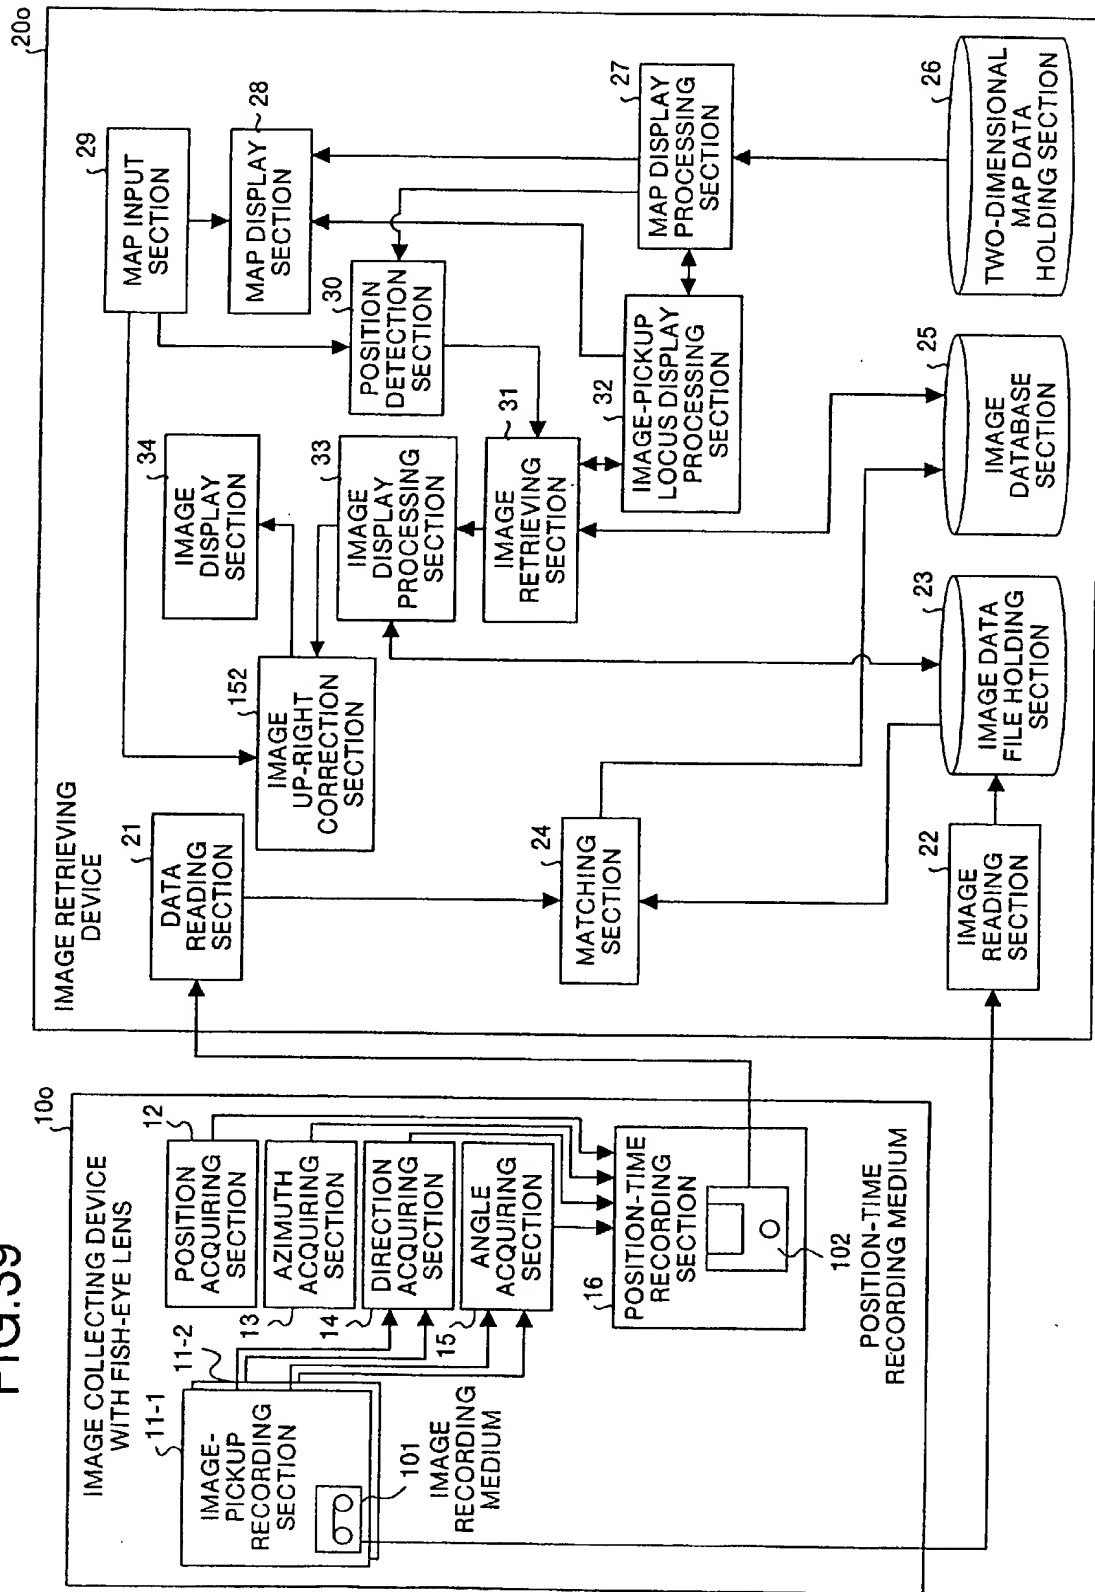 FIG.39
10o
IMAGE COLLECTING DEVICE
WITH FISH-EYE LENS
11-1
11-2
IMAGE-
PICKUP
RECORDING
SECTION
101
IMAGE
RECORDING
MEDIUM
12
POSITION
ACQUIRING
SECTION
13
AZIMUTH
ACQUIRING
SECTION
14
DIRECTION
ACQUIRING
SECTION
15
ANGLE
ACQUIRING
SECTION
16
POSITION-TIME
RECORDING
SECTION
102
POSITION-TIME
RECORDING MEDIUM
20o
IMAGE RETRIEVING
DEVICE
21
DATA
READING
SECTION
152
IMAGE
UP-RIGHT
CORRECTION
SECTION
34
IMAGE
DISPLAY
SECTION
29
MAP INPUT
SECTION
28
MAP DISPLAY
SECTION
30
POSITION
DETECTION
SECTION
33
IMAGE
DISPLAY
PROCESSING
SECTION
31
IMAGE
RETRIEVING
SECTION
24
MATCHING
SECTION
32
IMAGE-PICKUP
LOCUS DISPLAY
PROCESSING
SECTION
27
MAP DISPLAY
PROCESSING
SECTION
22
IMAGE
READING
SECTION
23
IMAGE DATA
FILE HOLDING
SECTION
25
IMAGE
DATABASE
SECTION
26
TWO-DIMENSIONAL
MAP DATA
HOLDING SECTION